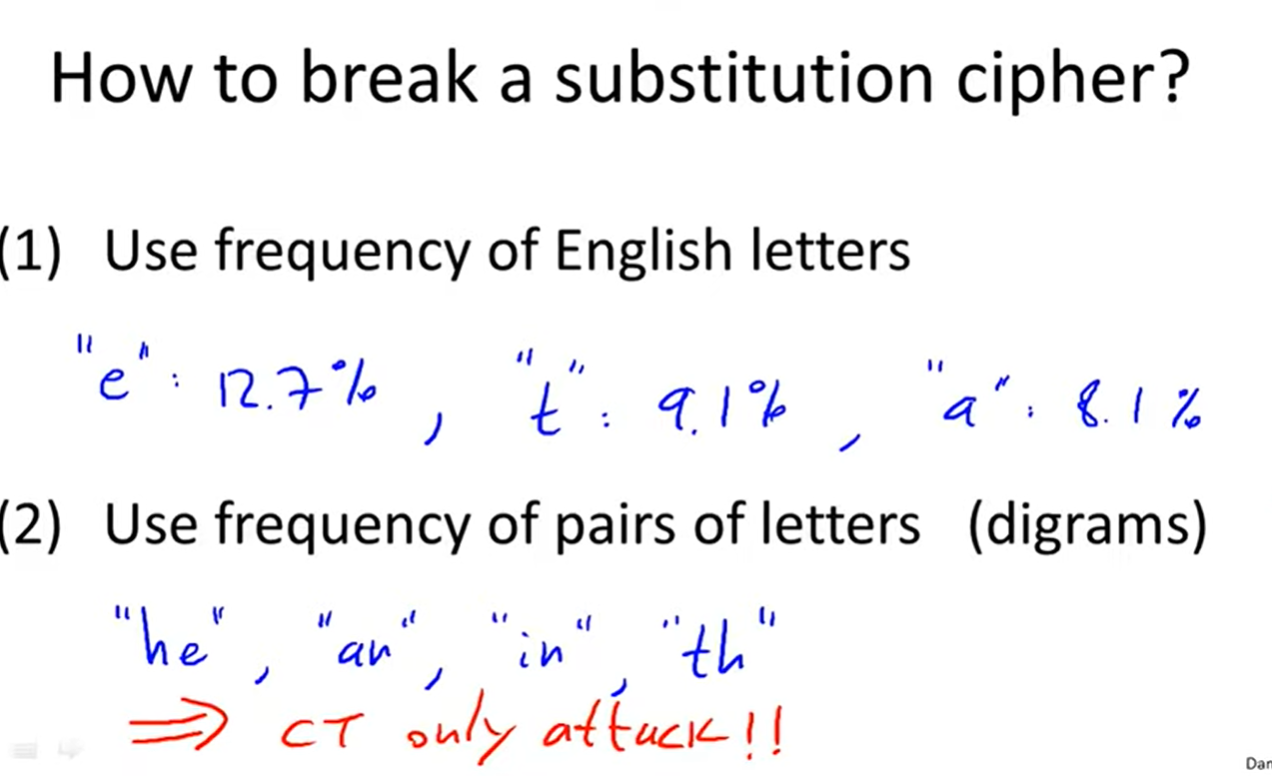 How to break a substitution cipher?
(1) Use frequency of English letters
"e": 12.7% , "t": 9.1% , "a": 8.1%
(2) Use frequency of pairs of letters (digrams)
"he", "an", "in", "th"
⇒ CT only attack!!
Dan